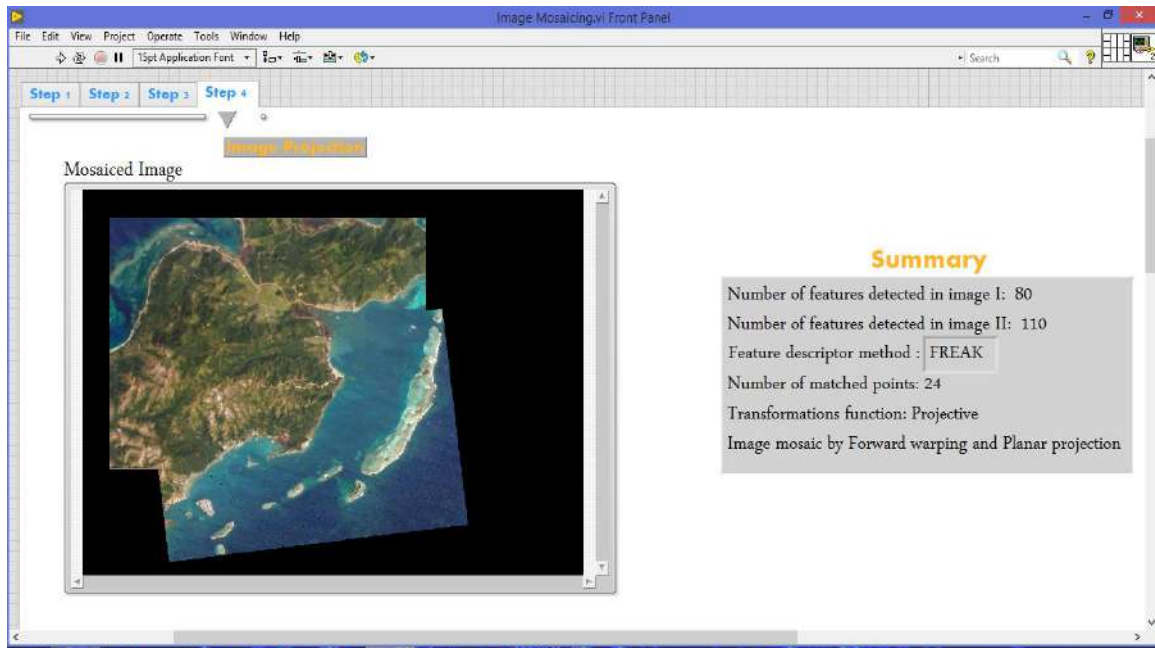 Image Mosaicing.vi Front Panel
File Edit View Project Operate Tools Window Help
15pt Application Font
Search
2
Step 1 Step 2 Step 3 Step 4
Image Projection
Mosaiced Image
Summary
Number of features detected in image I: 80
Number of features detected in image II: 110
Feature descriptor method : FREAK
Number of matched points: 24
Transformations function: Projective
Image mosaic by Forward warping and Planar projection